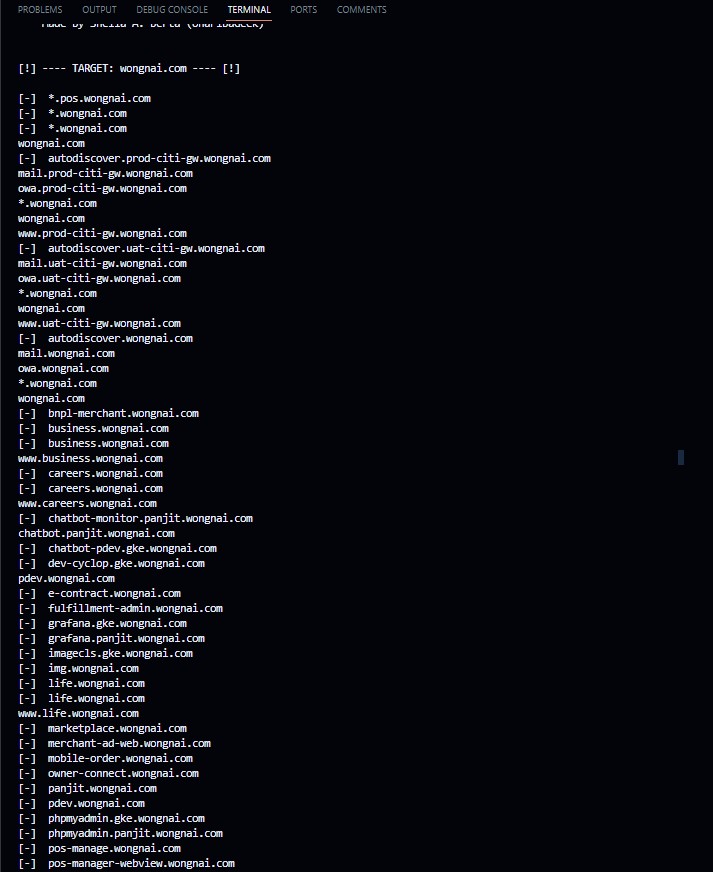 PROBLEMS OUTPUT DEBUG CONSOLE TERMINAL PORTS COMMENTS
Made by Sheila A. Berta (UnaPibaGeek)
[!] ---- TARGET: wongnai.com ---- [!]
[-] *.pos.wongnai.com
[-] *.wongnai.com
[-] *.wongnai.com
wongnai.com
[-] autodiscover.prod-citi-gw.wongnai.com
mail.prod-citi-gw.wongnai.com
owa.prod-citi-gw.wongnai.com
*.wongnai.com
wongnai.com
www.prod-citi-gw.wongnai.com
[-] autodiscover.uat-citi-gw.wongnai.com
mail.uat-citi-gw.wongnai.com
owa.uat-citi-gw.wongnai.com
*.wongnai.com
wongnai.com
www.uat-citi-gw.wongnai.com
[-] autodiscover.wongnai.com
mail.wongnai.com
owa.wongnai.com
*.wongnai.com
wongnai.com
[-] bnpl-merchant.wongnai.com
[-] business.wongnai.com
[-] business.wongnai.com
www.business.wongnai.com
[-] careers.wongnai.com
[-] careers.wongnai.com
www.careers.wongnai.com
[-] chatbot-monitor.panjit.wongnai.com
chatbot.panjit.wongnai.com
[-] chatbot-pdev.gke.wongnai.com
[-] dev-cyclop.gke.wongnai.com
pdev.wongnai.com
[-] e-contract.wongnai.com
[-] fulfillment-admin.wongnai.com
[-] grafana.gke.wongnai.com
[-] grafana.panjit.wongnai.com
[-] imagecls.gke.wongnai.com
[-] img.wongnai.com
[-] life.wongnai.com
[-] life.wongnai.com
www.life.wongnai.com
[-] marketplace.wongnai.com
[-] merchant-ad-web.wongnai.com
[-] mobile-order.wongnai.com
[-] owner-connect.wongnai.com
[-] panjit.wongnai.com
[-] pdev.wongnai.com
[-] phpmyadmin.gke.wongnai.com
[-] phpmyadmin.panjit.wongnai.com
[-] pos-manage.wongnai.com
[-] pos-manager-webview.wongnai.com